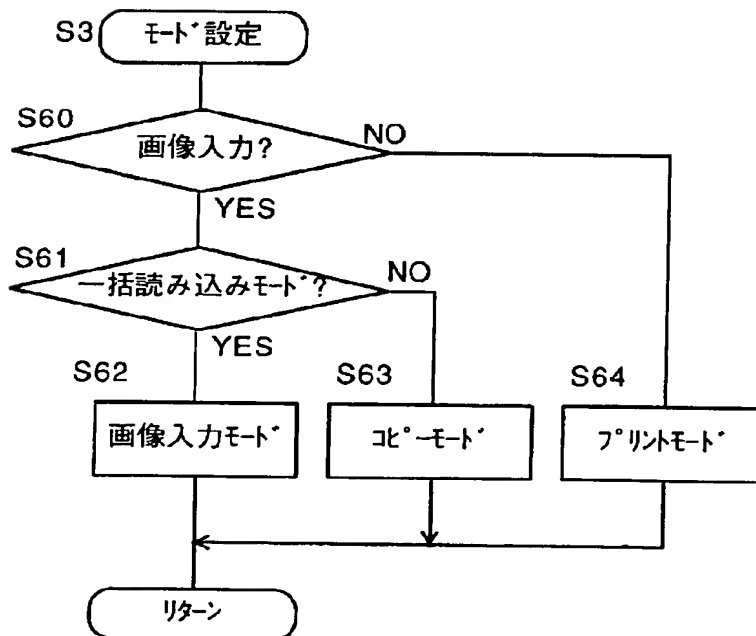 S3 モード設定
S60
画像入力?
NO
YES
S61
一括読み込みモード?
NO
YES
S62
S63
S64
画像入力モード
コピーモード
プリントモード
リターン